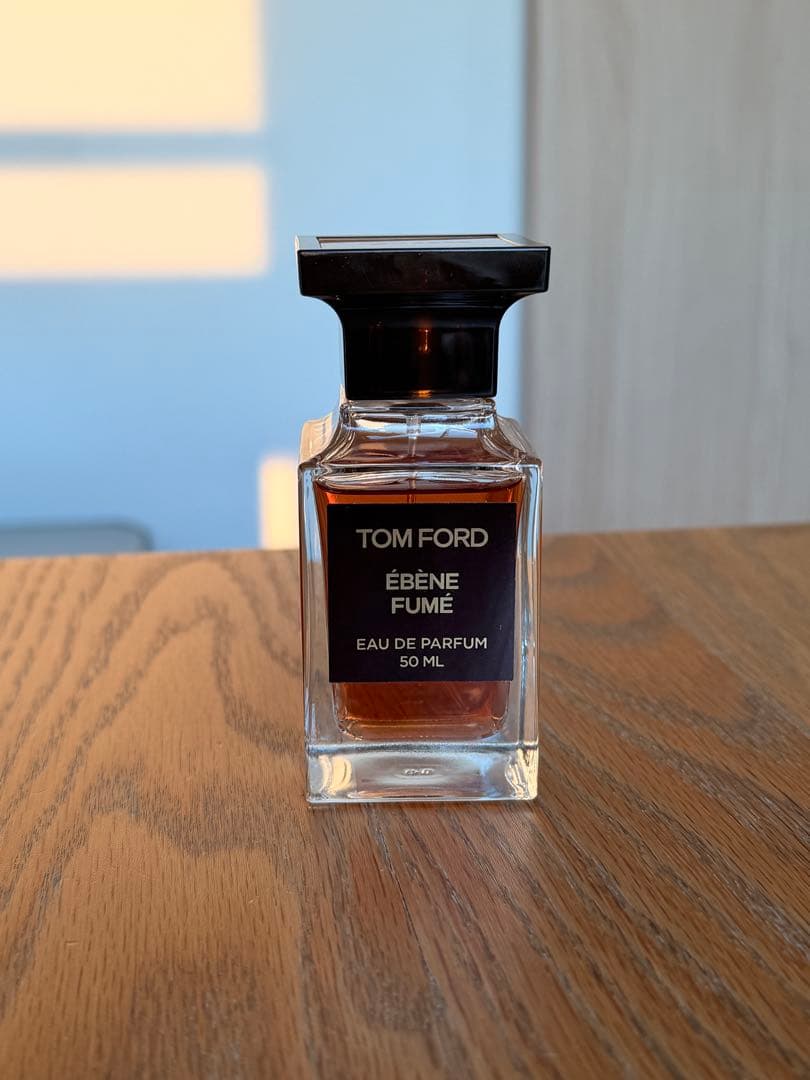 TOM FORD
ÉBÈNE
FUMÉ
EAU DE PARFUM
50 ML